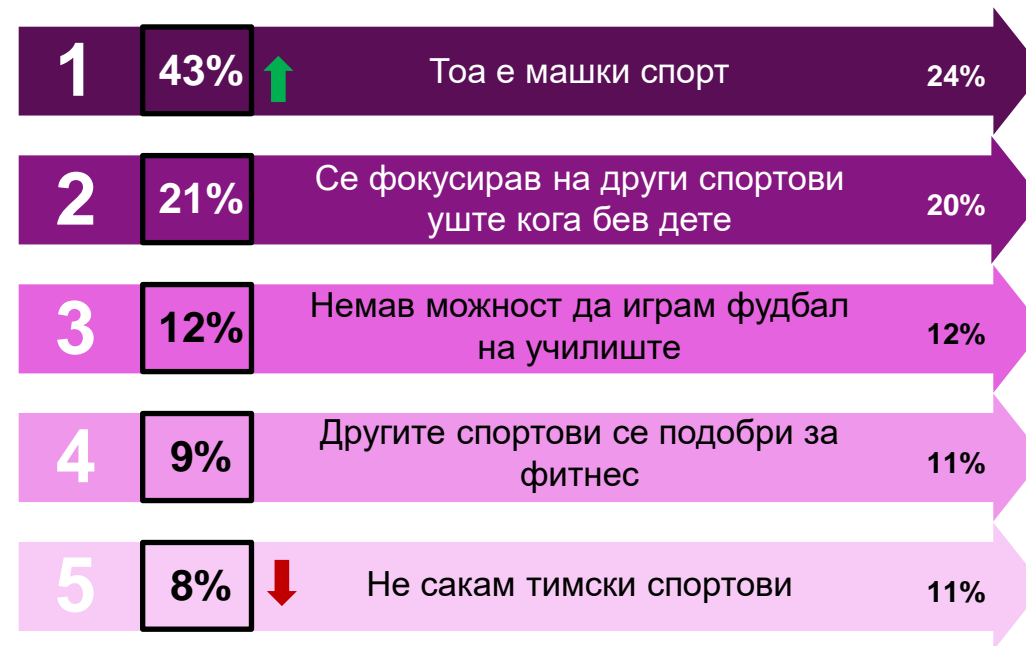 1 43% Тоа е машки спорт 24%
2 21% Се фокусирав на други спортови
уште кога бев дете 20%
3 12% Немав можност да играм фудбал
на училиште 12%
4 9% Другите спортови се подобри за
фитнес 11%
5 8% Не сакам тимски спортови 11%